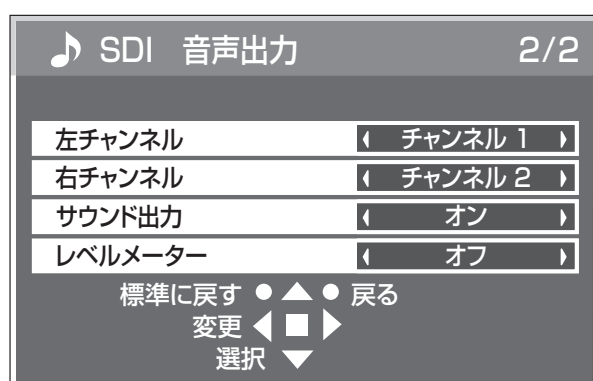 ♪ SDI 音声出力 2/2
左チャンネル チャンネル 1
右チャンネル チャンネル 2
サウンド出力 オン
レベルメーター オフ
標準に戻す 戻る
変更
選択